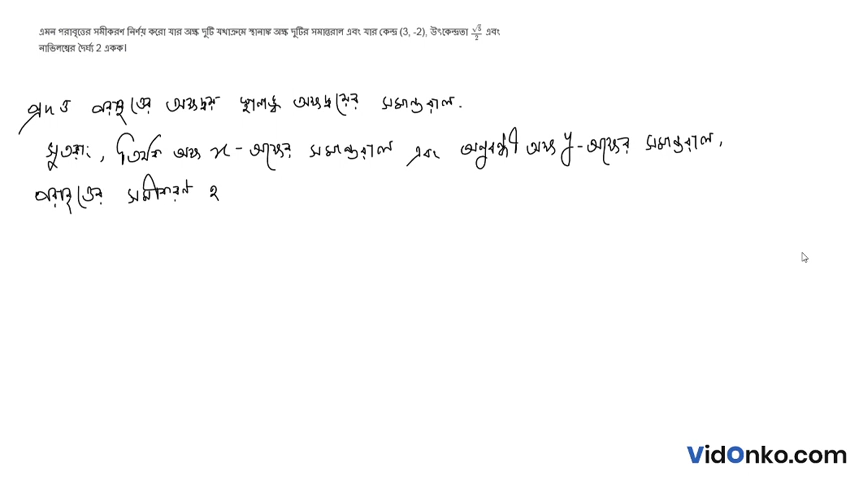 এমন পরাবৃত্তের সমীকরণ নির্ণয় করো যার অক্ষ দুটি যথাক্রমে স্থানাঙ্ক অক্ষ দুটির সমান্তরাল এবং যার কেন্দ্র (3, -2), উৎকেন্দ্রতা √5/2 এবং
নাভিলম্বের দৈর্ঘ্য 2 একক।
প্রদত্ত পরাবৃত্তের অক্ষদ্বয় স্থানাঙ্ক অক্ষদ্বয়ের সমান্তরাল.
সুতরাং, তির্যক অক্ষ x - অক্ষের সমান্তরাল এবং অনুবন্ধী অক্ষ y - অক্ষের সমান্তরাল,
পরাবৃত্তের সমীকরণ হ
VidOnko.com